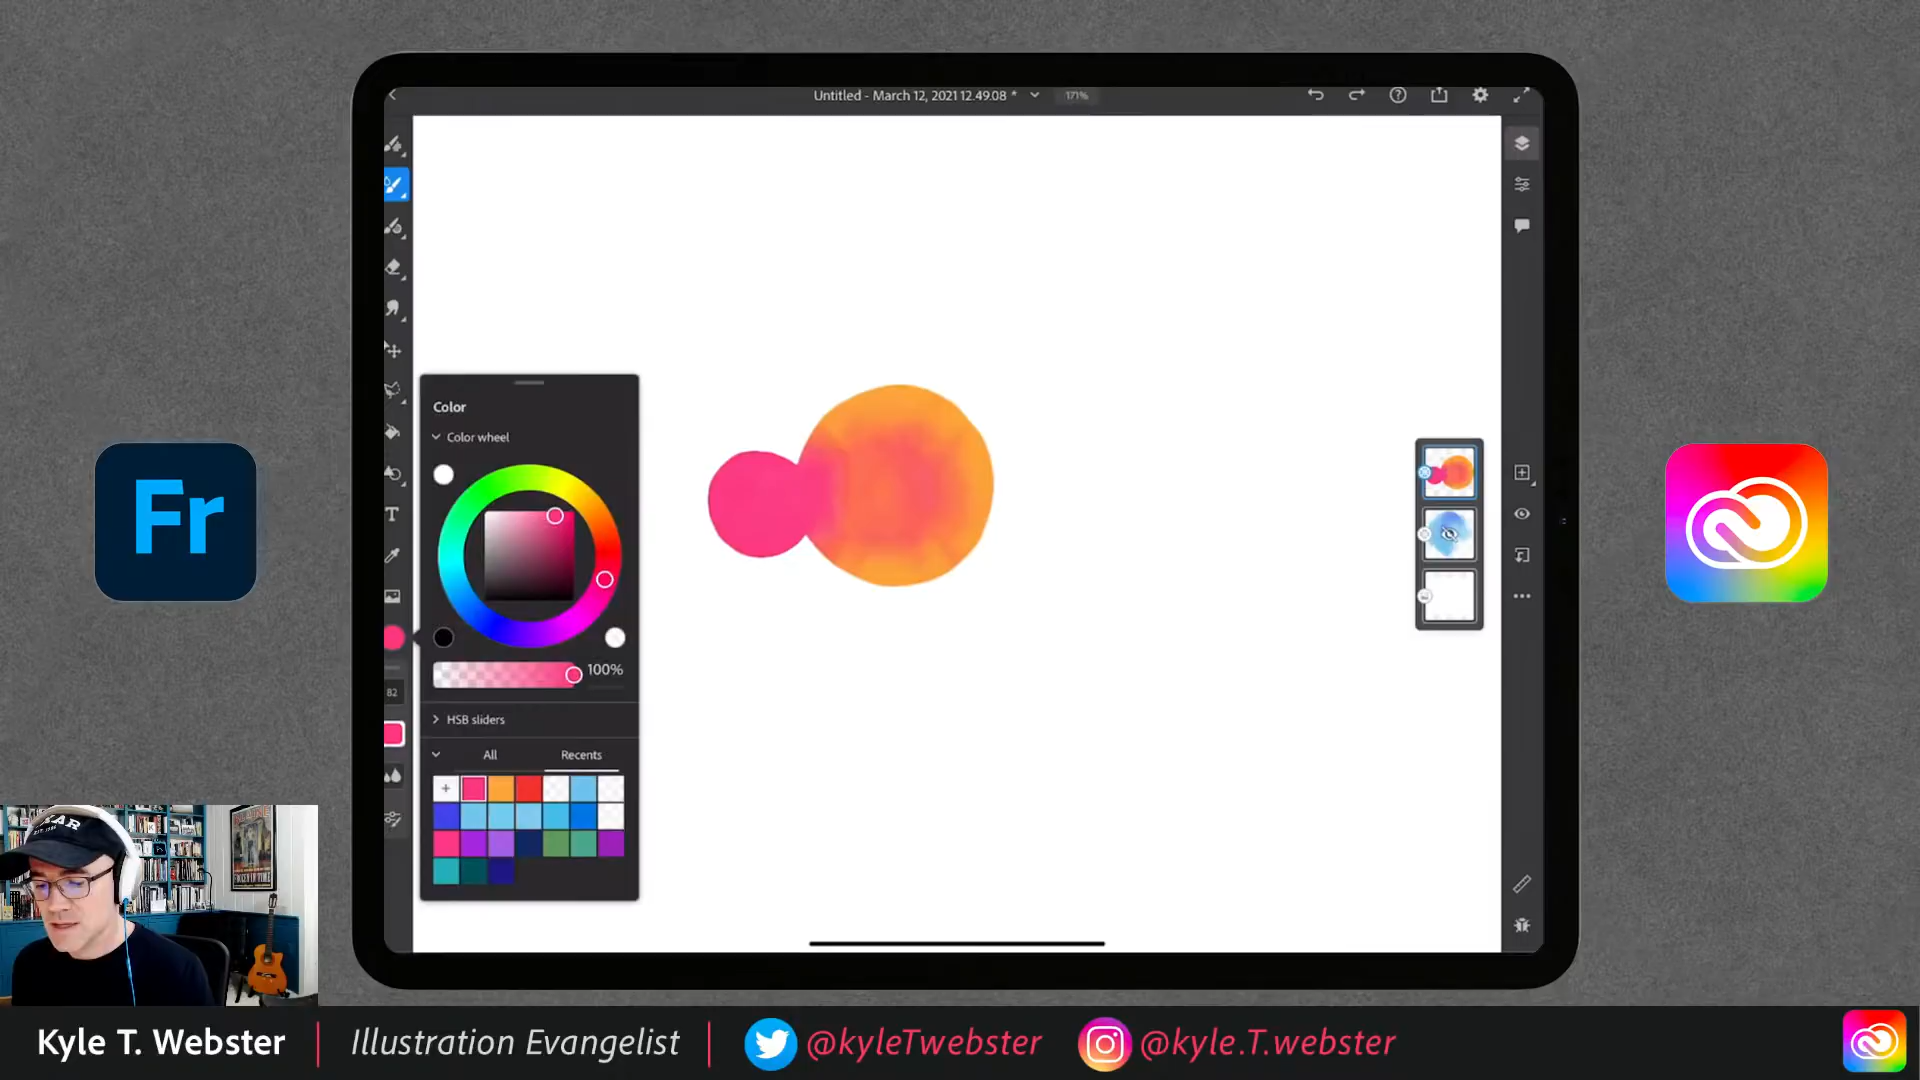 Untitled - March 12, 2021 12.49.08 *
171%
Color
Color wheel
100%
HSB sliders
All
Recents
82
T
Fr
Kyle T. Webster
Illustration Evangelist
@kyleTwebster
@kyle.T.webster